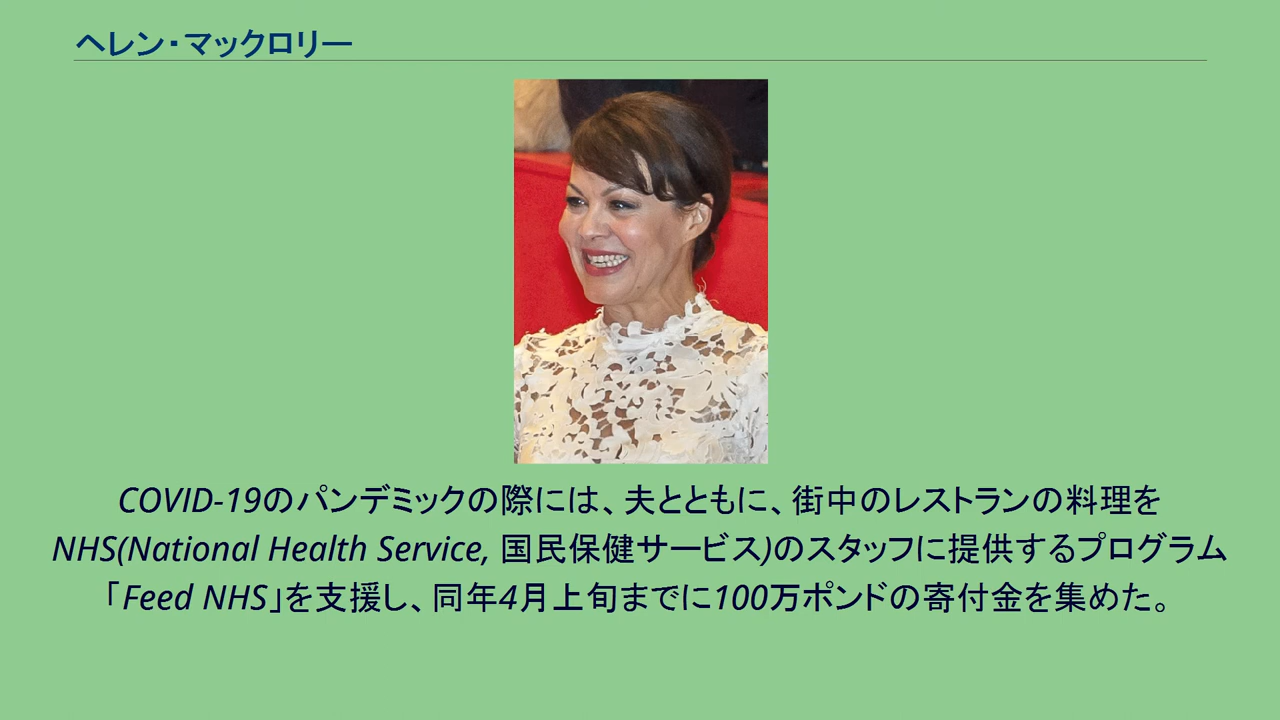 ヘレン・マックロリー
COVID-19のパンデミックの際には、夫とともに、街中のレストランの料理を
NHS(National Health Service, 国民保健サービス)のスタッフに提供するプログラム
「Feed NHS」を支援し、同年4月上旬までに100万ポンドの寄付金を集めた。